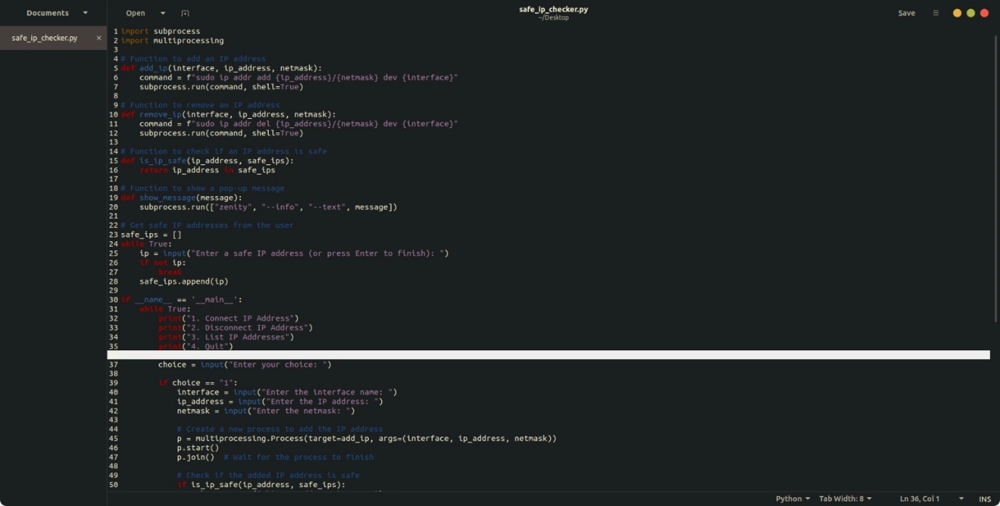 Documents
Open
safe_ip_checker.py
~/Desktop
Save
safe_ip_checker.py
1 import subprocess
2 import multiprocessing
3
4 # Function to add an IP address
5 def add_ip(interface, ip_address, netmask):
6     command = f"sudo ip addr add {ip_address}/{netmask} dev {interface}"
7     subprocess.run(command, shell=True)
8
9 # Function to remove an IP address
10 def remove_ip(interface, ip_address, netmask):
11     command = f"sudo ip addr del {ip_address}/{netmask} dev {interface}"
12     subprocess.run(command, shell=True)
13
14 # Function to check if an IP address is safe
15 def is_ip_safe(ip_address, safe_ips):
16     return ip_address in safe_ips
17
18 # Function to show a pop-up message
19 def show_message(message):
20     subprocess.run(["zenity", "--info", "--text", message])
21
22 # Get safe IP addresses from the user
23 safe_ips = []
24 while True:
25     ip = input("Enter a safe IP address (or press Enter to finish): ")
26     if not ip:
27         break
28     safe_ips.append(ip)
29
30 if __name__ == '__main__':
31     while True:
32         print("1. Connect IP Address")
33         print("2. Disconnect IP Address")
34         print("3. List IP Addresses")
35         print("4. Quit")
37         choice = input("Enter your choice: ")
38
39         if choice == "1":
40             interface = input("Enter the interface name: ")
41             ip_address = input("Enter the IP address: ")
42             netmask = input("Enter the netmask: ")
43
44             # Create a new process to add the IP address
45             p = multiprocessing.Process(target=add_ip, args=(interface, ip_address, netmask))
46             p.start()
47             p.join()  # Wait for the process to finish
48
49             # Check if the added IP address is safe
50             if is_ip_safe(ip_address, safe_ips):
Python
Tab Width: 8
Ln 36, Col 1
INS